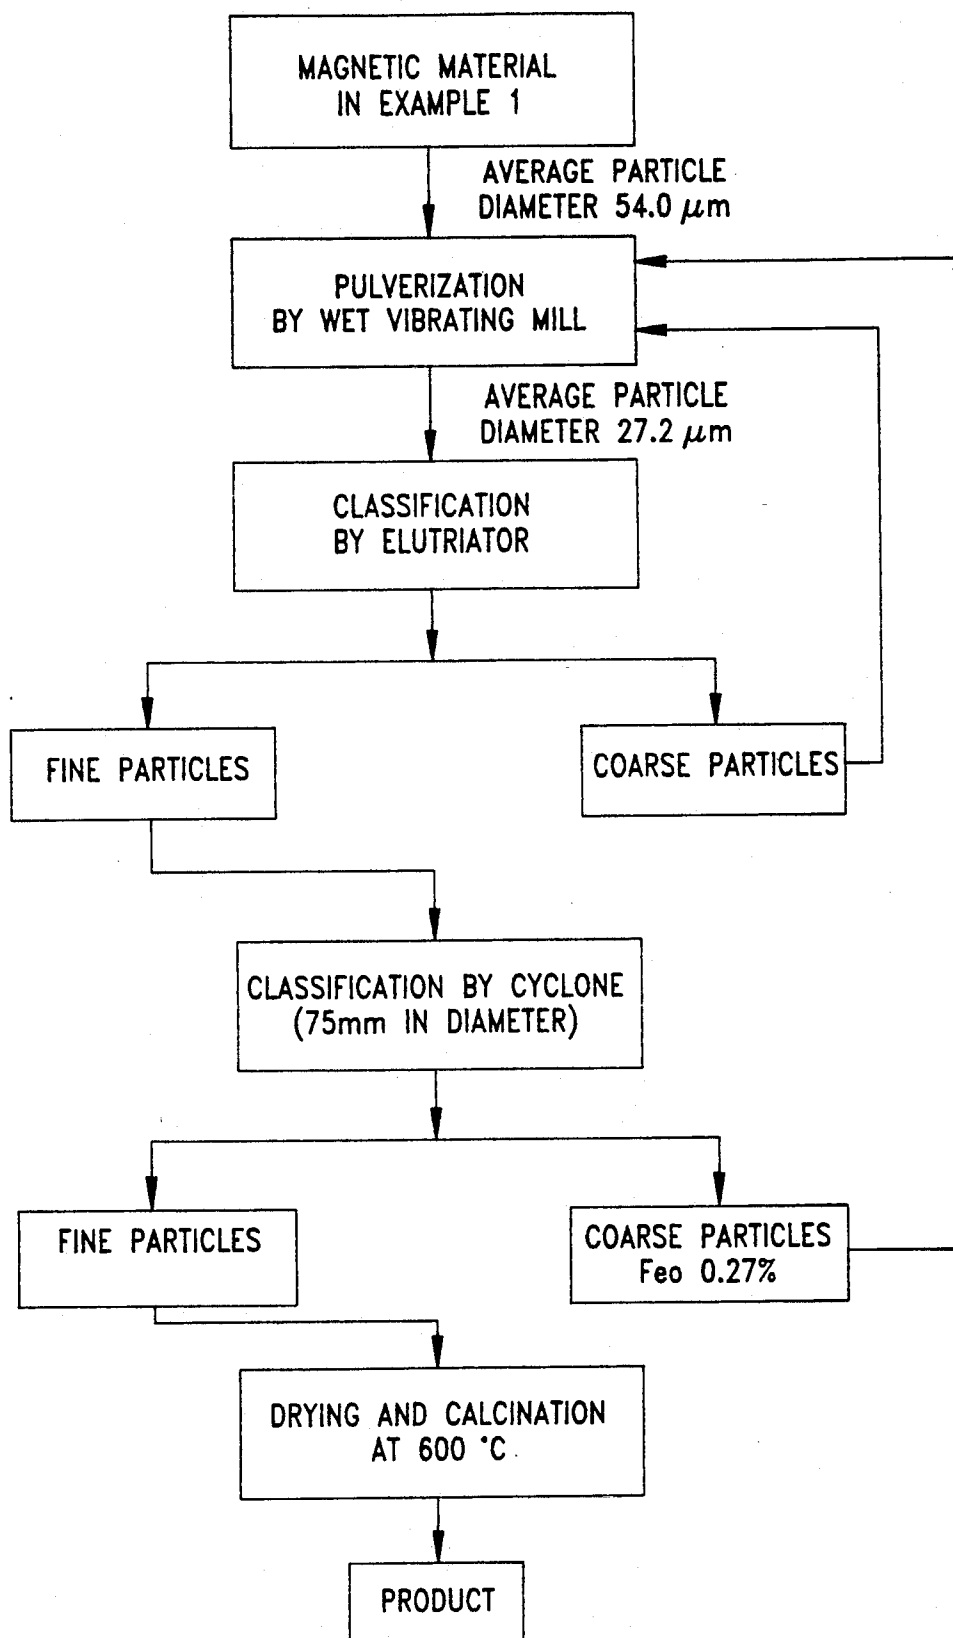 MAGNETIC MATERIAL
IN EXAMPLE 1
AVERAGE PARTICLE
DIAMETER 54.0 μm
PULVERIZATION
BY WET VIBRATING MILL
AVERAGE PARTICLE
DIAMETER 27.2 μm
CLASSIFICATION
BY ELUTRIATOR
FINE PARTICLES
COARSE PARTICLES
CLASSIFICATION BY CYCLONE
(75mm IN DIAMETER)
FINE PARTICLES
COARSE PARTICLES
Feo 0.27%
DRYING AND CALCINATION
AT 600 °C
PRODUCT